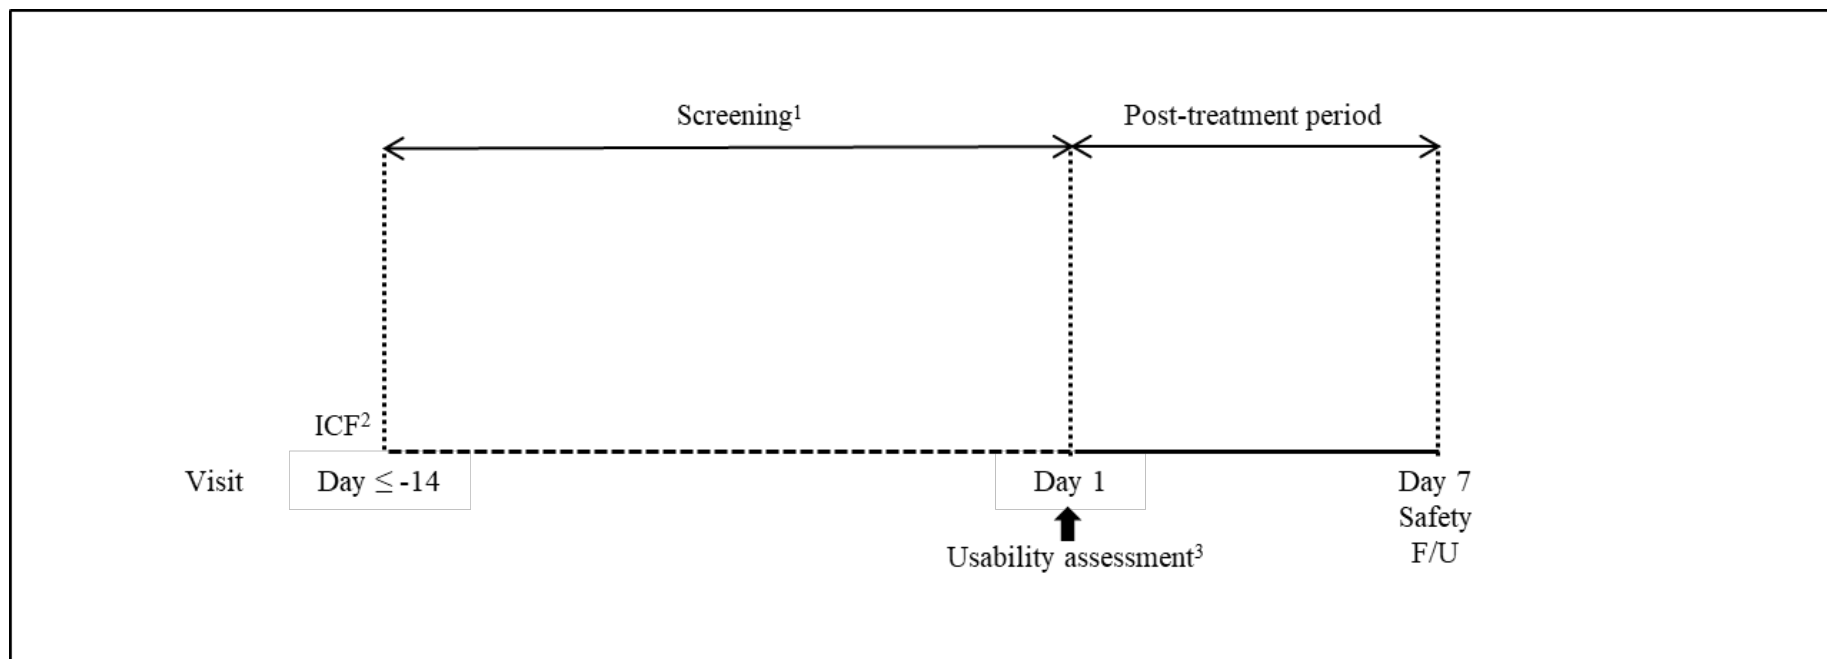 Screening¹
Post-treatment period
ICF²
Visit
Day ≤ -14
Day 1
Day 7
Safety
F/U
Usability assessment³